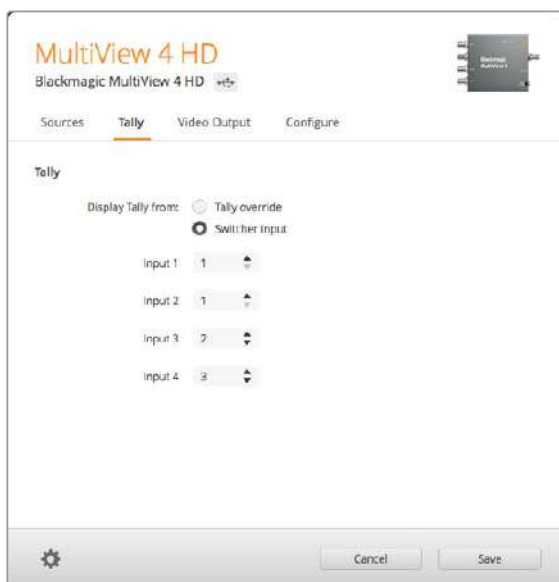 MultiView 4 HD
Blackmagic MultiView 4 HD
Sources Tally Video Output Configure
Tally
Display Tally from: Tally override
Switcher input
Input 1 1
Input 2 1
Input 3 2
Input 4 3
Cancel Save